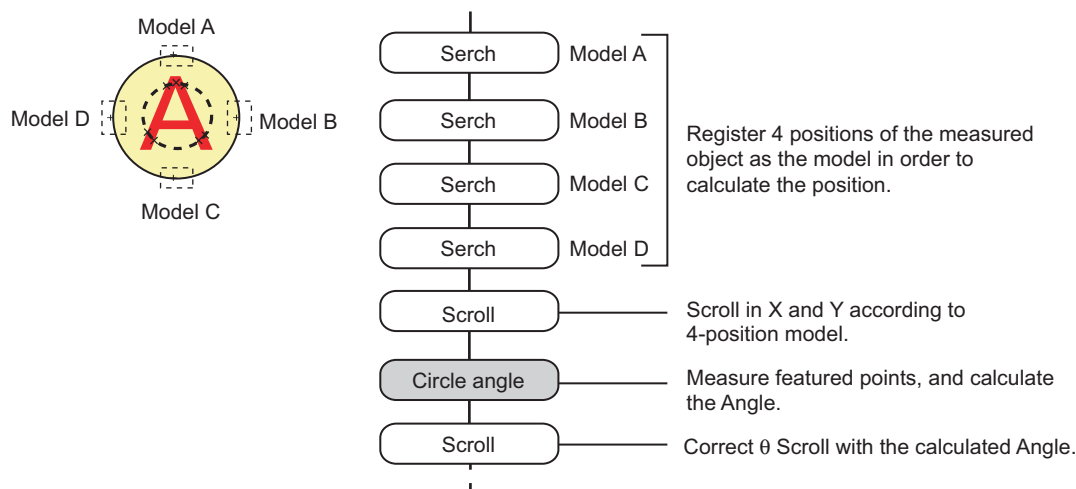 Model A
Model D
Model B
Model C
A
Serch Model A
Serch Model B
Serch Model C
Serch Model D
Register 4 positions of the measured
object as the model in order to
calculate the position.
Scroll
Scroll in X and Y according to
4-position model.
Circle angle
Measure featured points, and calculate
the Angle.
Scroll
Correct θ Scroll with the calculated Angle.